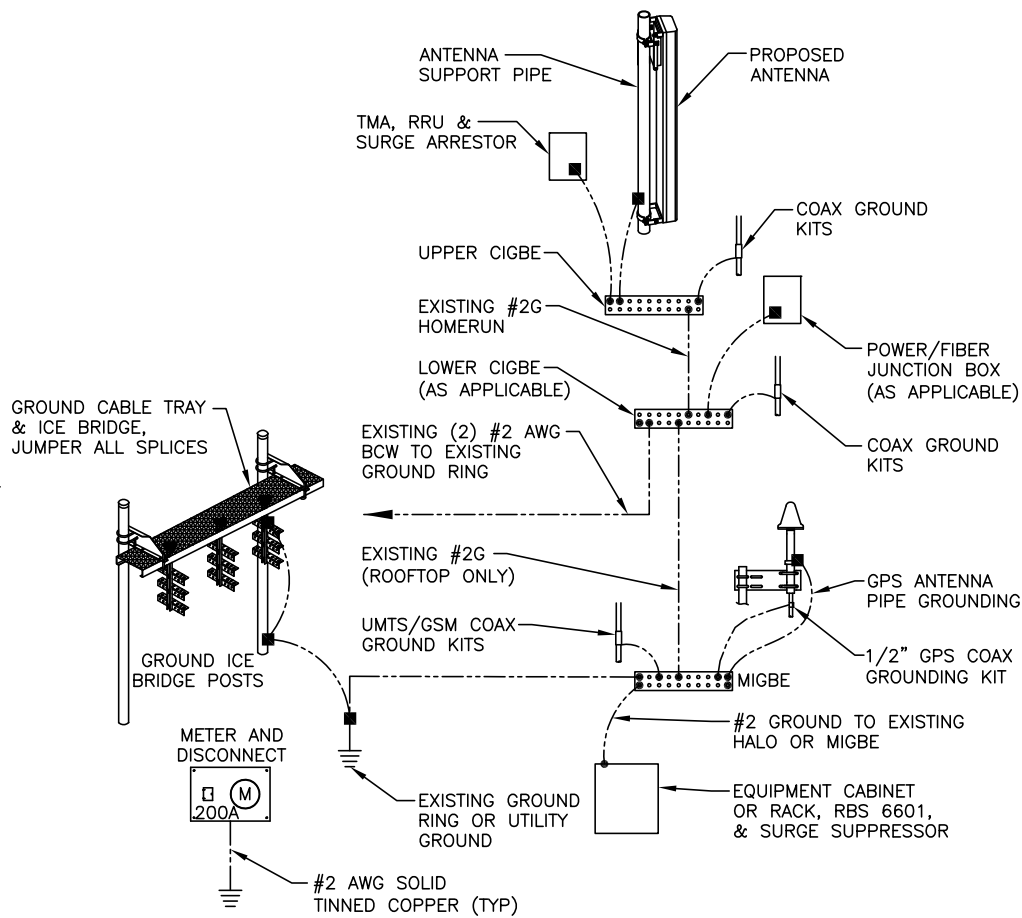 ANTENNA
SUPPORT PIPE
PROPOSED
ANTENNA
TMA, RRU &
SURGE ARRESTOR
COAX GROUND
KITS
UPPER CIGBE
EXISTING #2G
HOMERUN
POWER/FIBER
JUNCTION BOX
(AS APPLICABLE)
LOWER CIGBE
(AS APPLICABLE)
GROUND CABLE TRAY
& ICE BRIDGE,
JUMPER ALL SPLICES
EXISTING (2) #2 AWG
BCW TO EXISTING
GROUND RING
COAX GROUND
KITS
EXISTING #2G
(ROOFTOP ONLY)
GPS ANTENNA
PIPE GROUNDING
UMTS/GSM COAX
GROUND KITS
1/2" GPS COAX
GROUNDING KIT
GROUND ICE
BRIDGE POSTS
MIGBE
#2 GROUND TO EXISTING
HALO OR MIGBE
METER AND
DISCONNECT
M
200A
EXISTING GROUND
RING OR UTILITY
GROUND
EQUIPMENT CABINET
OR RACK, RBS 6601,
& SURGE SUPPRESSOR
#2 AWG SOLID
TINNED COPPER (TYP)